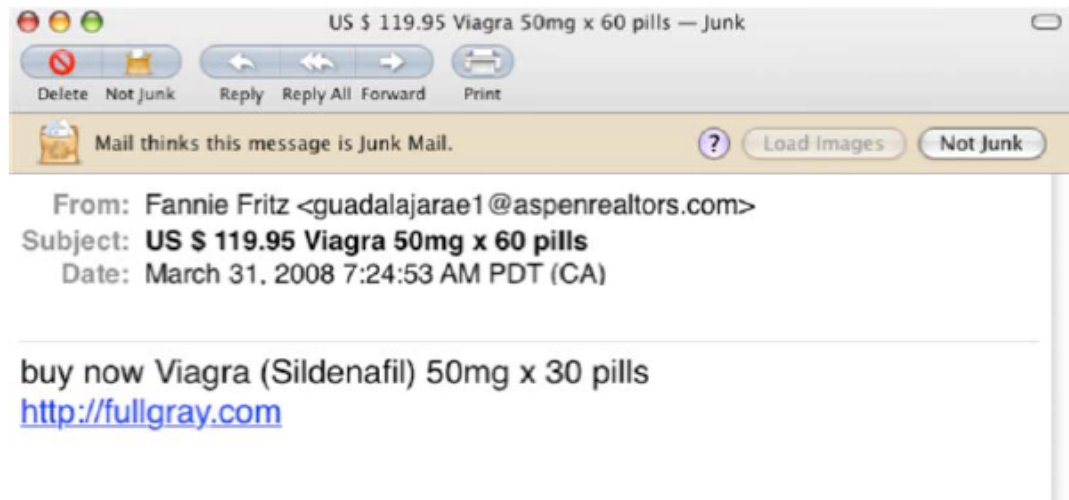 US $ 119.95 Viagra 50mg x 60 pills — Junk
Delete Not Junk Reply Reply All Forward Print
Mail thinks this message is Junk Mail. ? Load Images Not Junk
From: Fannie Fritz <guadalajarae1@aspenrealtors.com>
Subject: US $ 119.95 Viagra 50mg x 60 pills
Date: March 31, 2008 7:24:53 AM PDT (CA)
buy now Viagra (Sildenafil) 50mg x 30 pills
http://fullgray.com